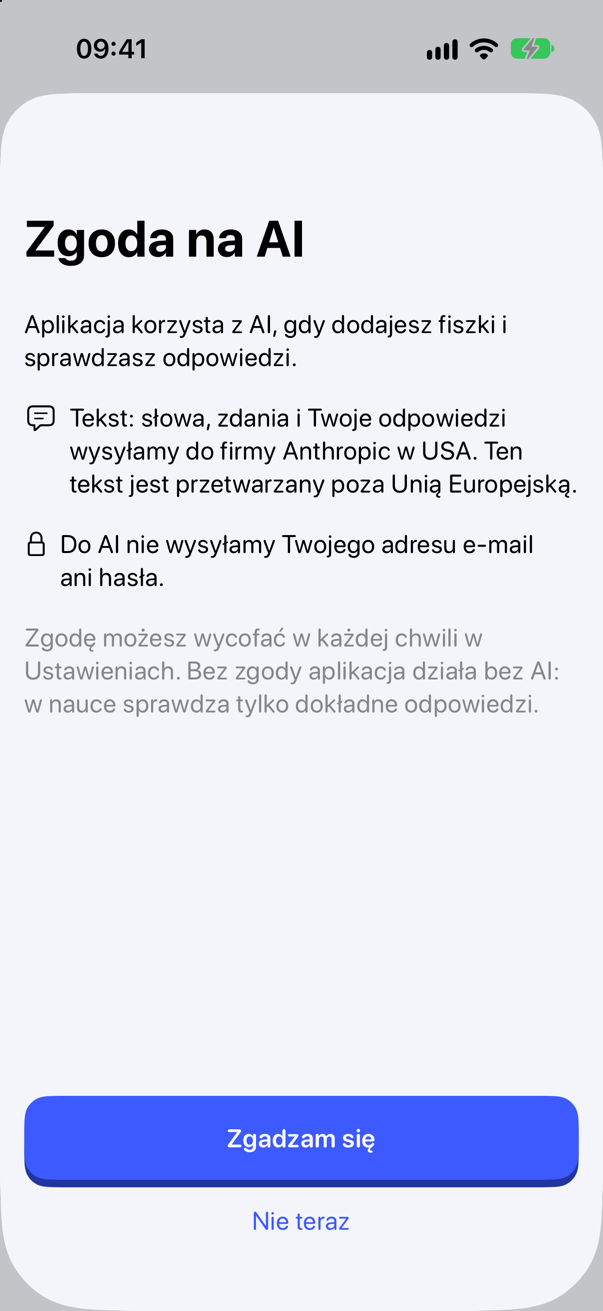 09:41
Zgoda na AI
Aplikacja korzysta z AI, gdy dodajesz fiszki i
sprawdzasz odpowiedzi.
Tekst: słowa, zdania i Twoje odpowiedzi
wysyłamy do firmy Anthropic w USA. Ten
tekst jest przetwarzany poza Unią Europejską.
Do AI nie wysyłamy Twojego adresu e-mail
ani hasła.
Zgodę możesz wycofać w każdej chwili w
Ustawieniach. Bez zgody aplikacja działa bez AI:
w nauce sprawdza tylko dokładne odpowiedzi.
Zgadzam się
Nie teraz